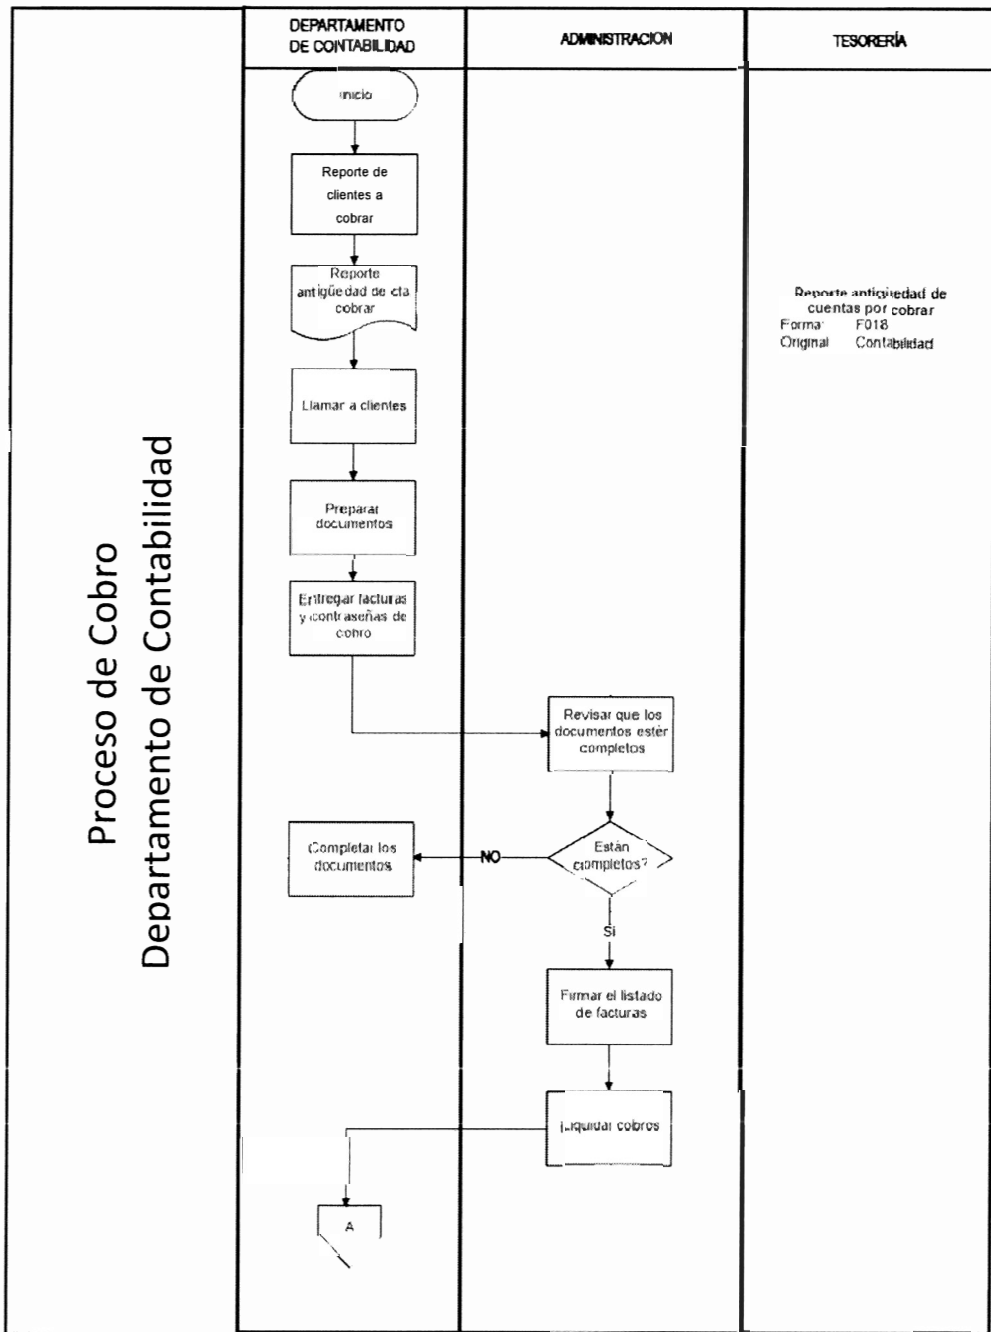 DEPARTAMENTO
DE CONTABILIDAD
ADMINISTRACION
TESORERÍA
Proceso de Cobro
Departamento de Contabilidad
Inicio
Reporte de
clientes a
cobrar
Reporte
antigüedad de cta
cobrar
Reporte antigüedad de
cuentas por cobrar
Forma: F018
Original Contabilidad
Llamar a clientes
Preparar
documentos
Entregar facturas
y contraseñas de
cobro
Revisar que los
documentos estén
completos
Completar los
documentos
NO
Están
completos?
Si
Firmar el listado
de facturas
Liquidar cobros
A